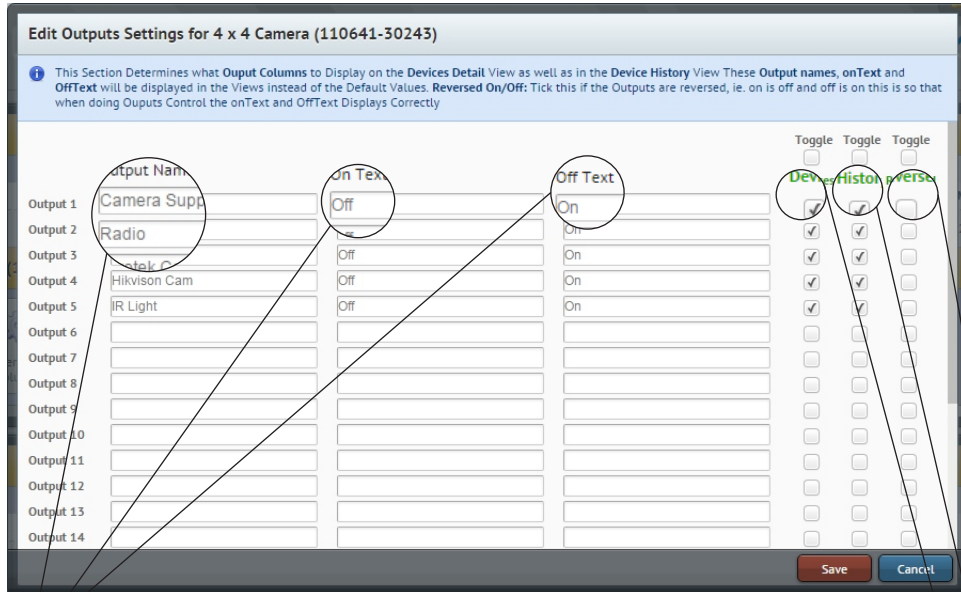 Edit Outputs Settings for 4 x 4 Camera (110641-30243)
This Section Determines what Ouput Columns to Display on the Devices Detail View as well as in the Device History View These Output names, onText and
OffText will be displayed in the Views instead of the Default Values. Reversed On/Off: Tick this if the Outputs are reversed, ie. on is off and off is on this is so that
when doing Ouputs Control the onText and OffText Displays Correctly
Toggle Toggle Toggle
utput Nam On Tex Off Text Devices Histor R verse
Output 1 Camera Supp Off On
Output 2 Radio On
Output 3 Off On
Output 4 Hikvison Cam Off On
Output 5 IR Light Off On
Output 6
Output 7
Output 8
Output 9
Output 10
Output 11
Output 12
Output 13
Output 14
Save Cancel